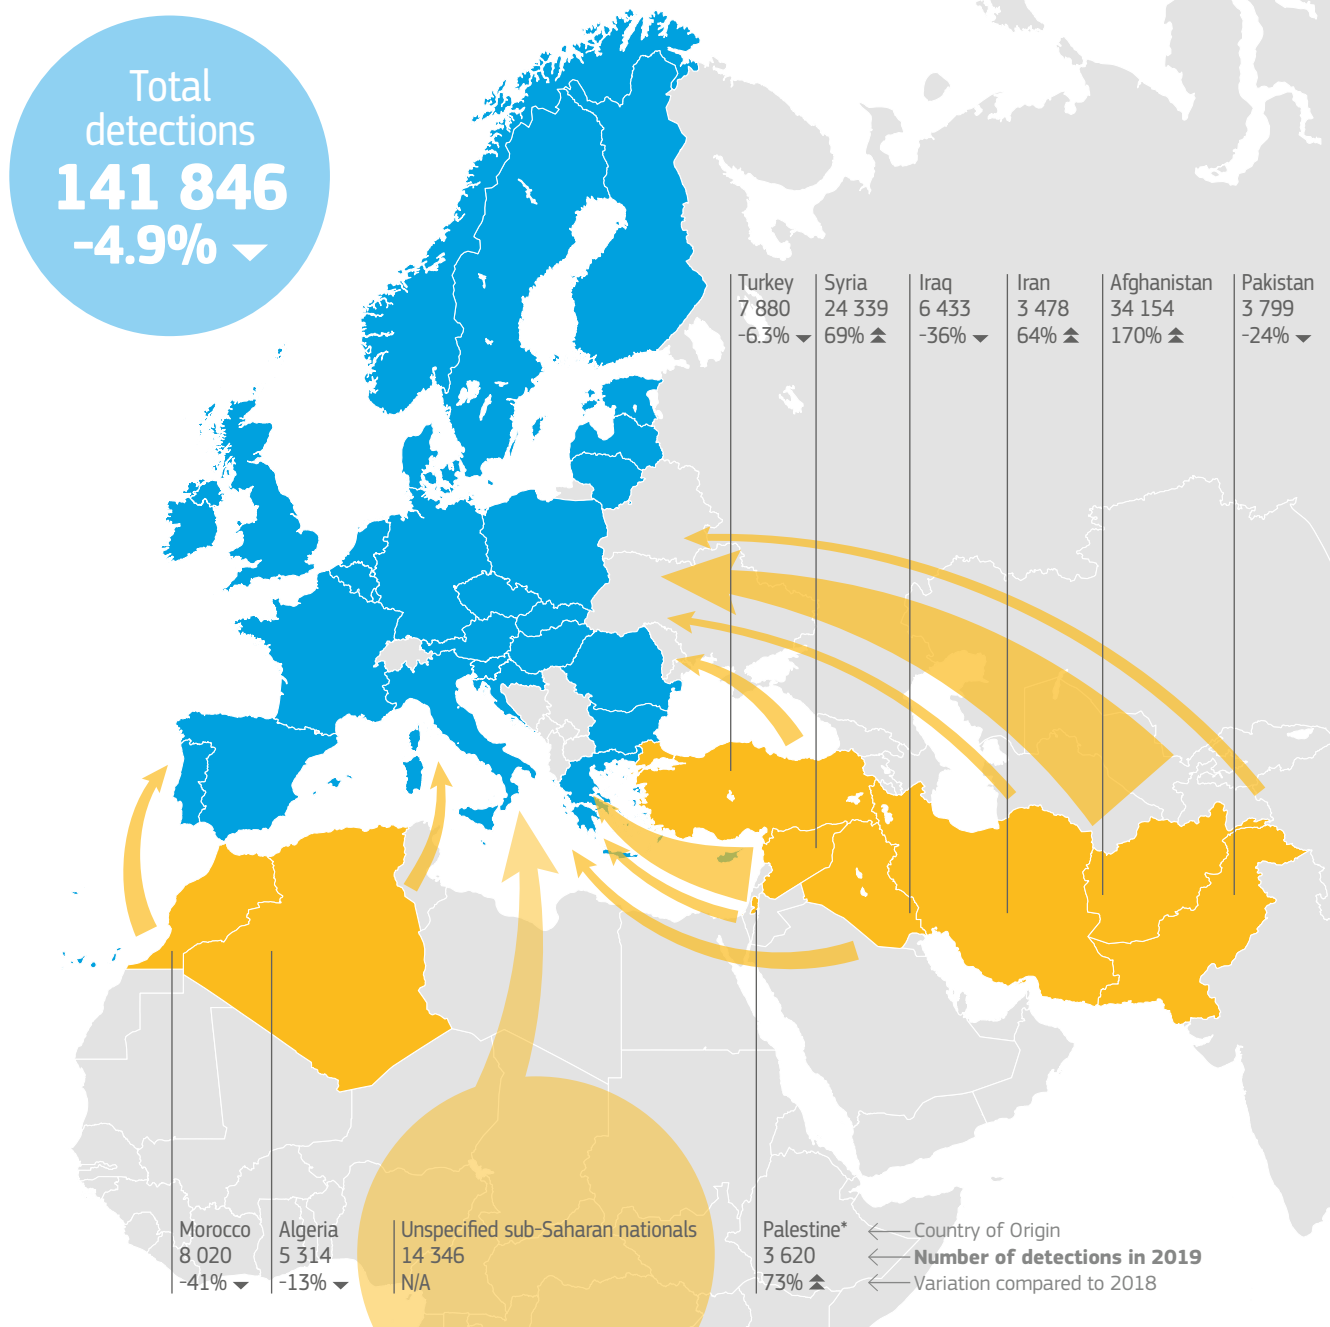 Total
detections
141 846
-4.9%
Turkey
7 880
-6.3%
Syria
24 339
69%
Iraq
6 433
-36%
Iran
3 478
64%
Afghanistan
34 154
170%
Pakistan
3 799
-24%
Morocco
8 020
-41%
Algeria
5 314
-13%
Unspecified sub-Saharan nationals
14 346
N/A
Palestine*
3 620
73%
Country of Origin
Number of detections in 2019
Variation compared to 2018